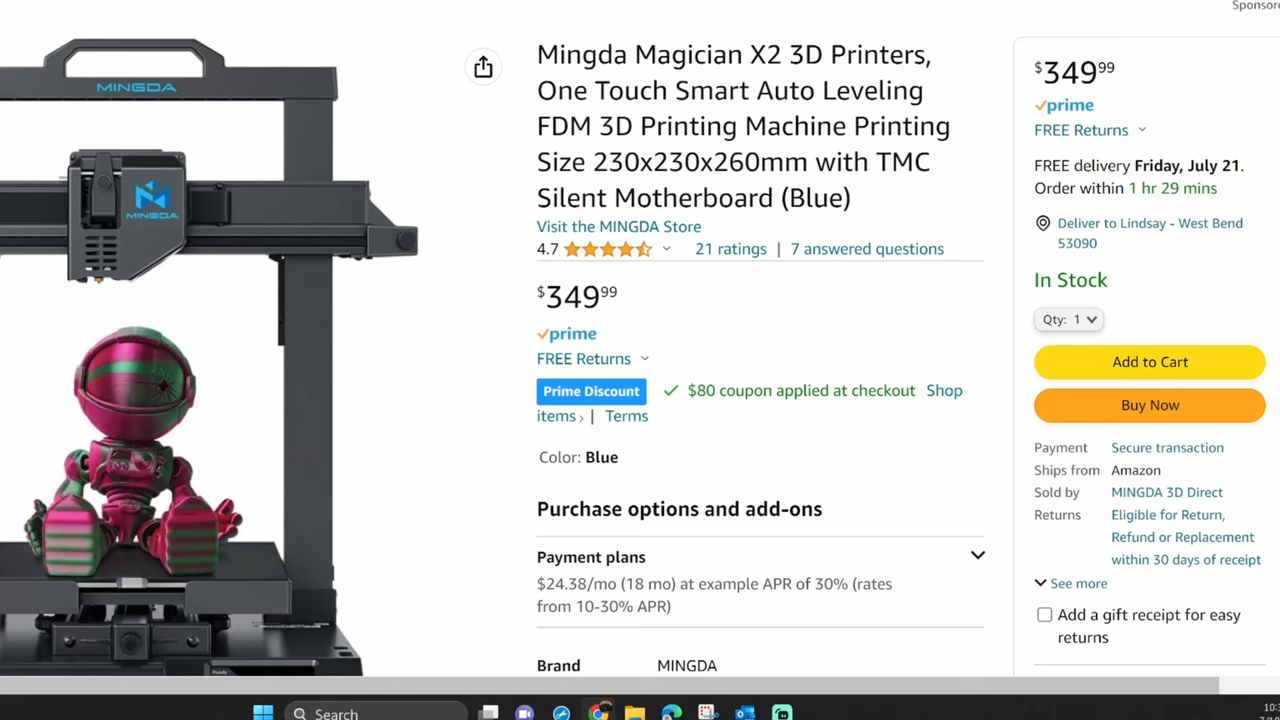 Sponsor
MINGDA
MINGDA
Mingda Magician X2 3D Printers,
One Touch Smart Auto Leveling
FDM 3D Printing Machine Printing
Size 230x230x260mm with TMC
Silent Motherboard (Blue)
Visit the MINGDA Store
4.7
21 ratings | 7 answered questions
$349.99
prime
FREE Returns
Prime Discount
$80 coupon applied at checkout Shop
items › | Terms
Color: Blue
Purchase options and add-ons
Payment plans
$24.38/mo (18 mo) at example APR of 30% (rates
from 10-30% APR)
Brand MINGDA
$349.99
prime
FREE Returns
FREE delivery Friday, July 21.
Order within 1 hr 29 mins
Deliver to Lindsay - West Bend
53090
In Stock
Qty: 1
Add to Cart
Buy Now
Payment Secure transaction
Ships from Amazon
Sold by MINGDA 3D Direct
Returns Eligible for Return,
Refund or Replacement
within 30 days of receipt
See more
Add a gift receipt for easy
returns
Search
10:3